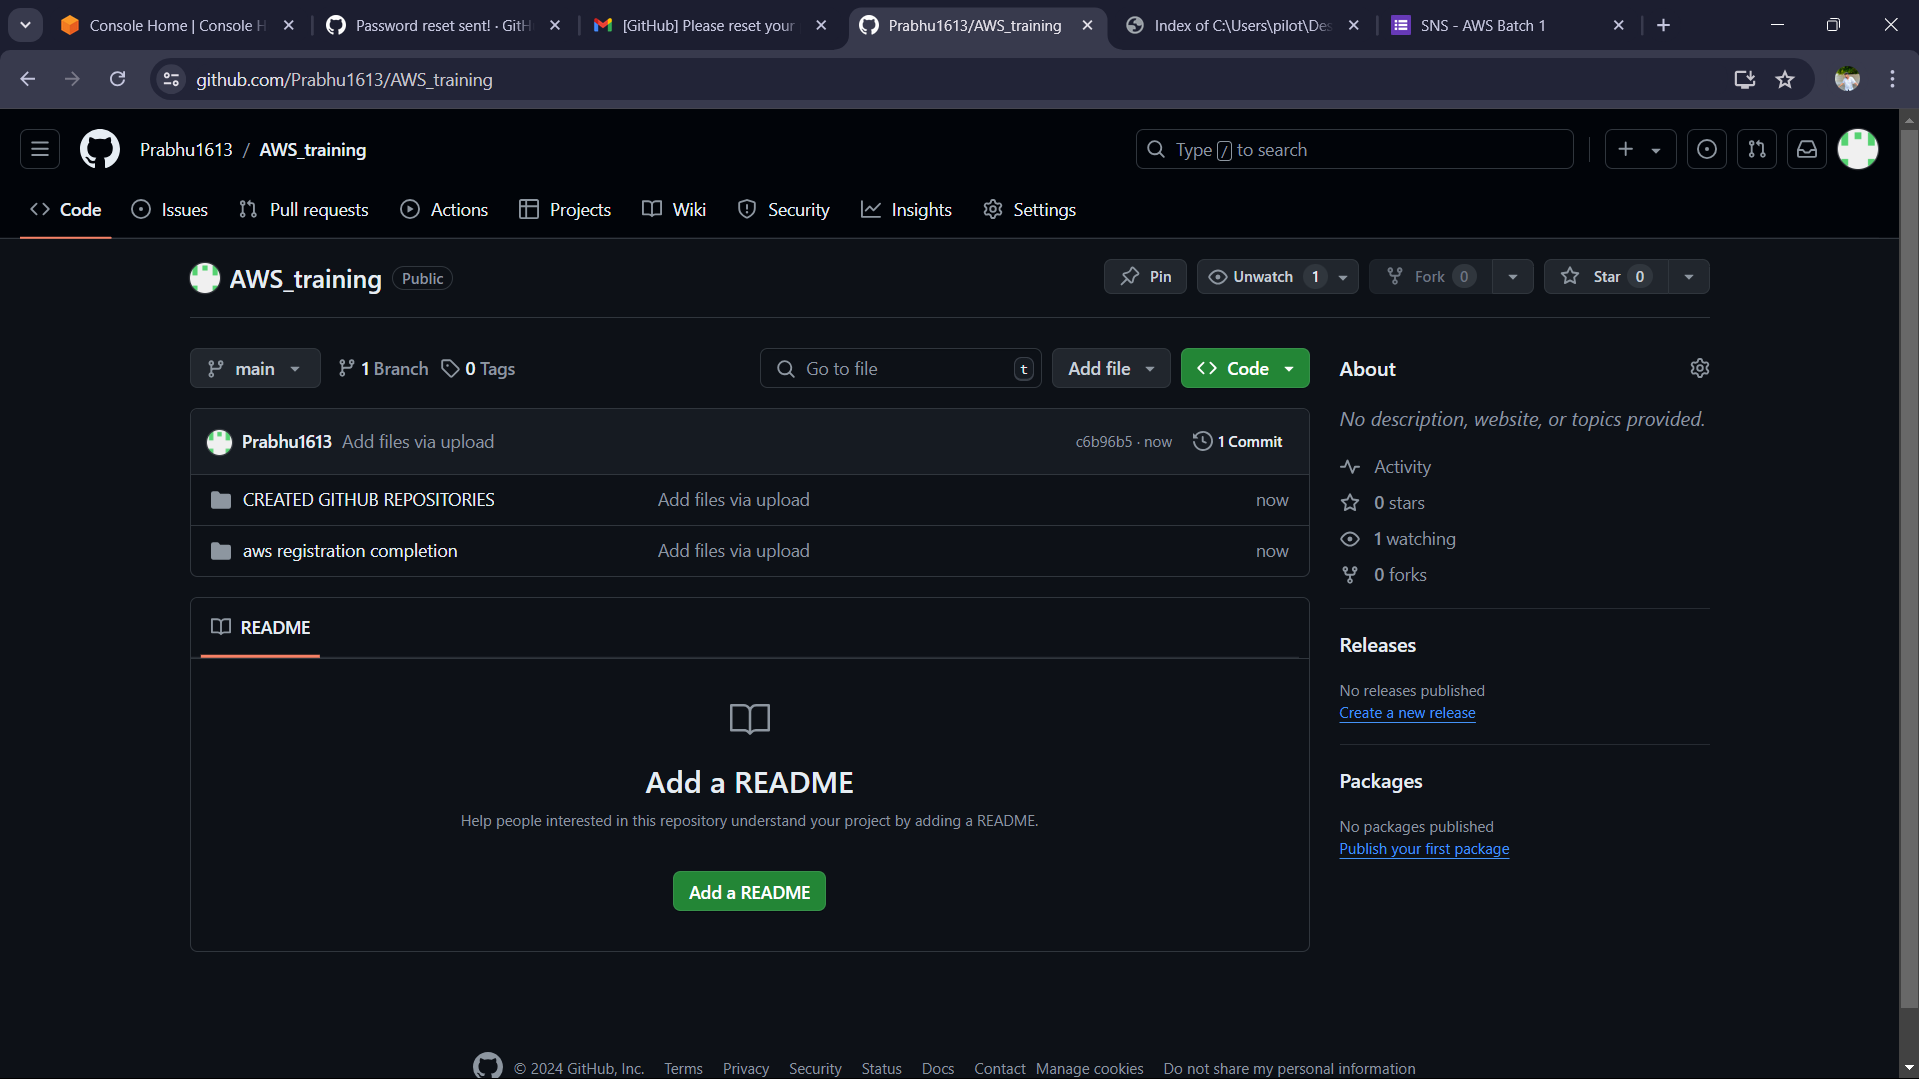 Console Home | Console H
Password reset sent! · GitH
[GitHub] Please reset your
Prabhu1613/AWS_training
Index of C:\Users\pilot\Des
SNS - AWS Batch 1
github.com/Prabhu1613/AWS_training
Prabhu1613 / AWS_training
Type / to search
Code
Issues
Pull requests
Actions
Projects
Wiki
Security
Insights
Settings
AWS_training Public
Pin
Unwatch 1
Fork 0
Star 0
main
1 Branch
0 Tags
Go to file t
Add file
Code
Prabhu1613 Add files via upload c6b96b5 · now 1 Commit
CREATED GITHUB REPOSITORIES Add files via upload now
aws registration completion Add files via upload now
README
Add a README
Help people interested in this repository understand your project by adding a README.
Add a README
About
No description, website, or topics provided.
Activity
0 stars
1 watching
0 forks
Releases
No releases published
Create a new release
Packages
No packages published
Publish your first package
© 2024 GitHub, Inc. Terms Privacy Security Status Docs Contact Manage cookies Do not share my personal information